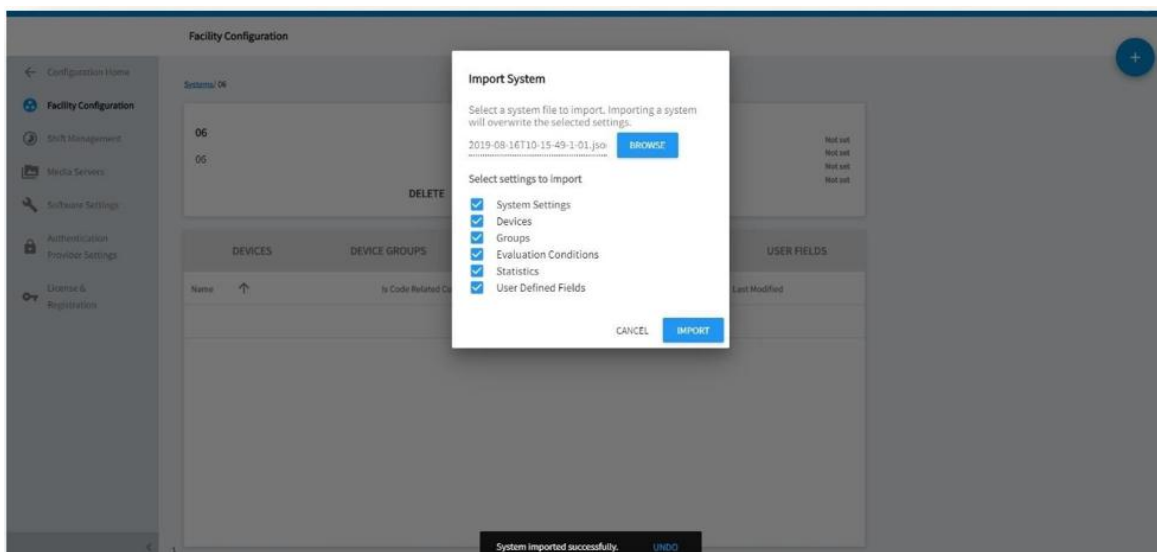 Facility Configuration
Configuration Home
Facility Configuration
Shift Management
Media Servers
Software Settings
Authentication
Provider Settings
License &
Registration
Systems/ 06
06
06
DELETE
Not set
Not set
Not set
Not set
DEVICES
DEVICE GROUPS
USER FIELDS
Name
Is Code Related
Last Modified
Import System
Select a system file to import. Importing a system
will overwrite the selected settings.
2019-08-16T10-15-49-1-01.jso
BROWSE
Select settings to import
System Settings
Devices
Groups
Evaluation Conditions
Statistics
User Defined Fields
CANCEL
IMPORT
System imported successfully.
UNDO